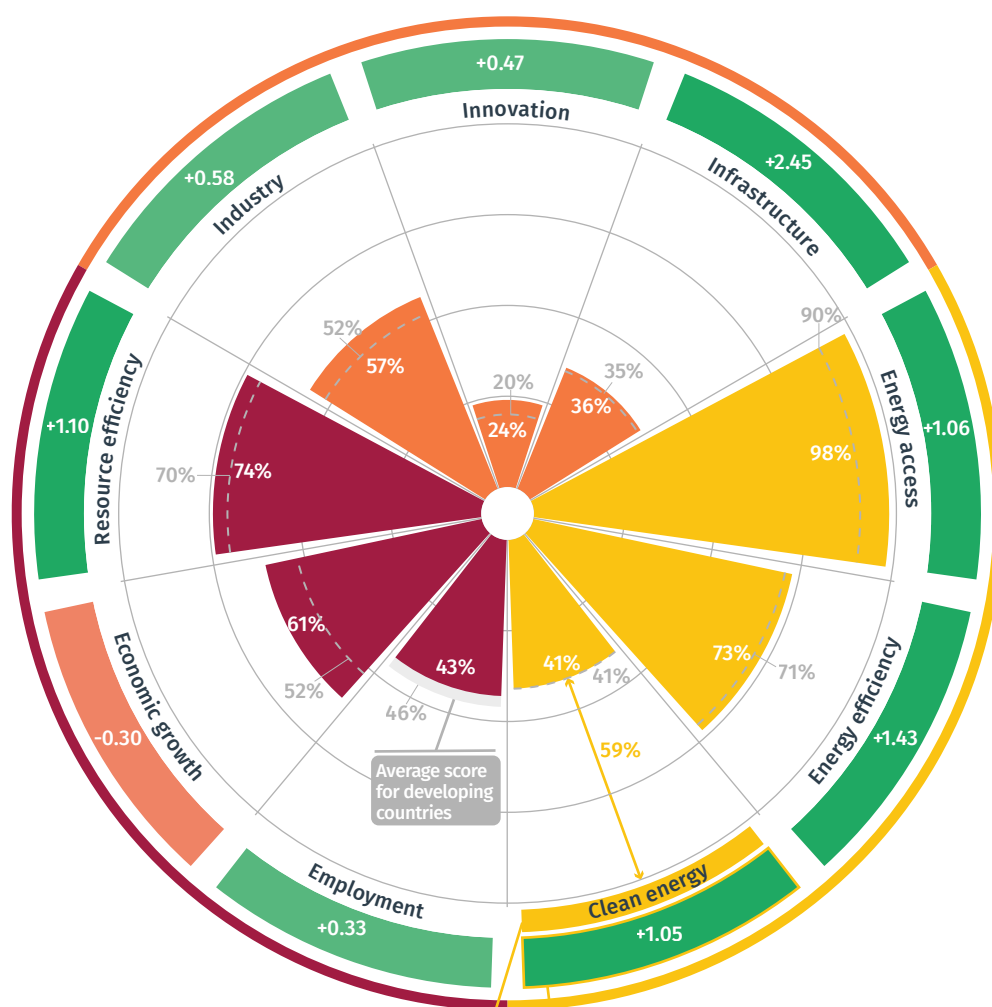 +0.47
Innovation
+0.58
Industry
+2.45
Infrastructure
90%
52%
57%
20%
24%
35%
36%
98%
Energy access
+1.06
+1.10
Resource efficiency
70%
74%
61%
52%
43%
46%
41%
41%
73%
71%
Energy efficiency
+1.43
-0.30
Economic growth
59%
Average score
for developing
countries
Employment
+0.33
Clean energy
+1.05